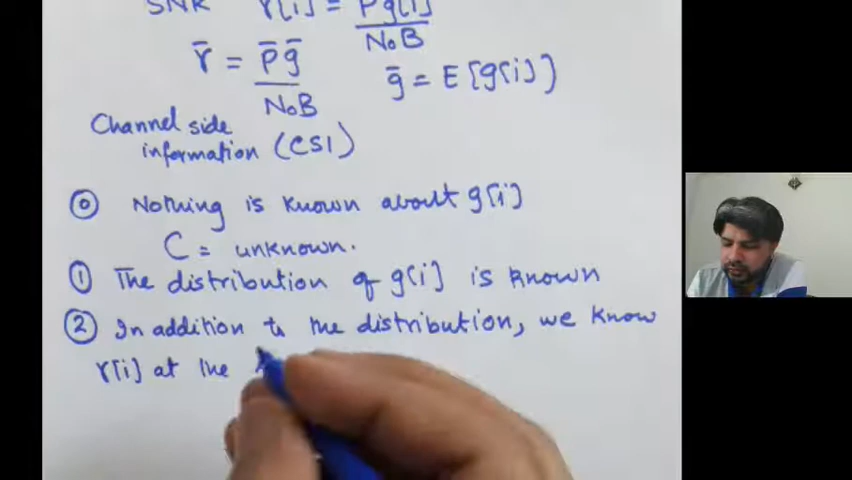 SNR γ[i] = P g[i] / N₀B
γ̄ = P̄ḡ / N₀B
ḡ = E[g[i]]
Channel side
information (CSI)
⓪ Nothing is known about g[i]
C = unknown.
① The distribution of g[i] is known
② In addition to the distribution, we know
γ[i] at the